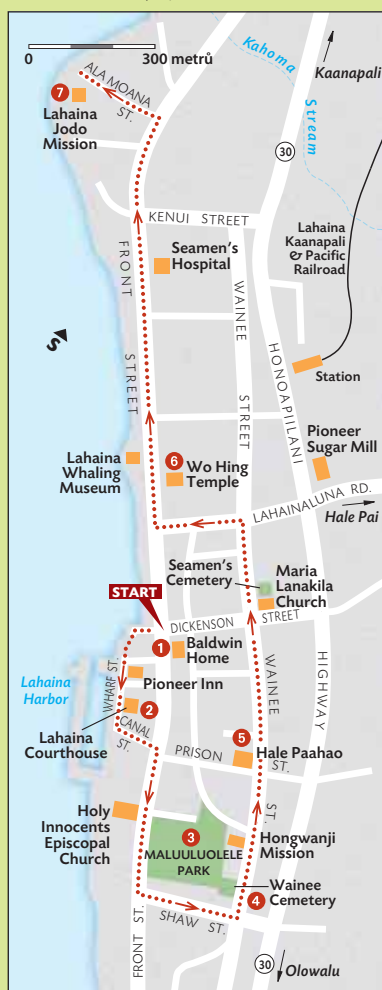 0
300 metrů
ALA MOANA
ST.
7
Lahaina
Jodo
Mission
Kahoma
Stream
Kaanapali
30
KENUI STREET
FRONT
STREET
Seamen's
Hospital
WAINEE
STREET
Lahaina
Kaanapali
& Pacific
Railroad
HONOAPIILANI
Station
S
Lahaina
Whaling
Museum
6
Wo Hing
Temple
Pioneer
Sugar Mill
LAHAINALUNA RD.
Hale Pai
Seamen's
Cemetery
Maria
Lanakila
Church
START
DICKENSON STREET
1
Baldwin
Home
Lahaina
Harbor
WHARF ST.
Pioneer Inn
Lahaina
Courthouse
2
CANAL
ST.
WAINEE
ST.
HIGHWAY
5
Hale Paahao
PRISON ST.
Holy
Innocents
Episcopal
Church
3
MALUULUOLELE
PARK
Hongwanji
Mission
Wainee
Cemetery
4
FRONT ST.
SHAW ST.
30
Olowalu